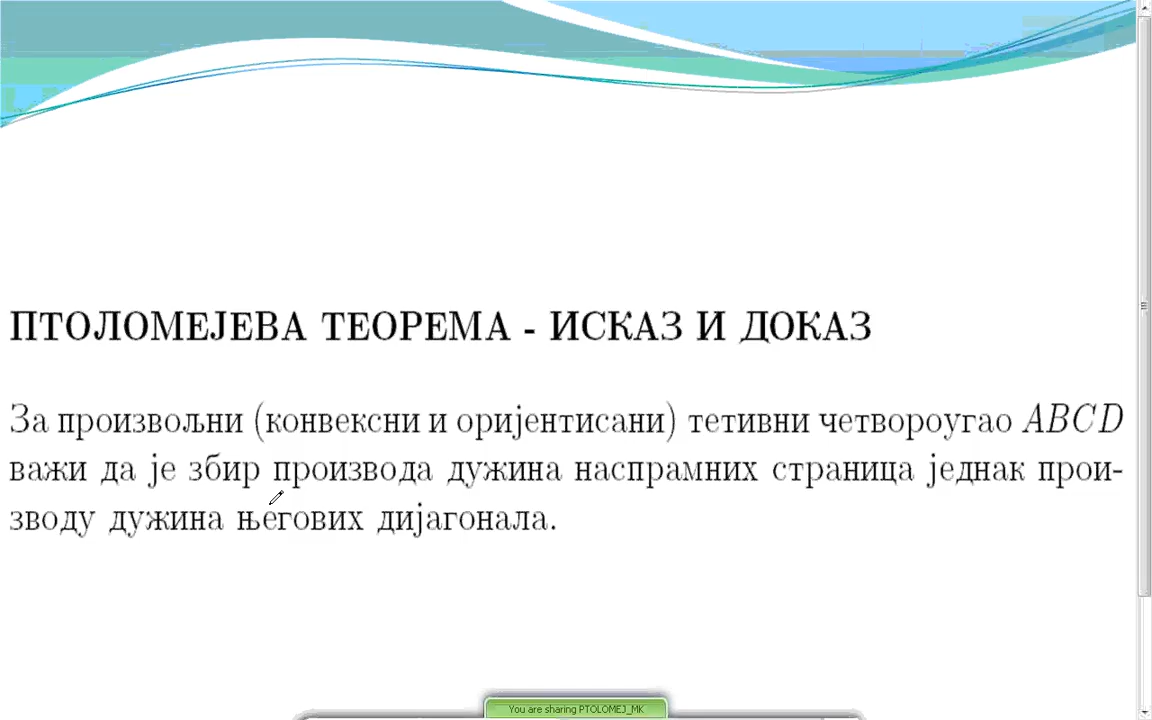 ПТОЛОМЕЈЕВА ТЕОРЕМА - ИСКАЗ И ДОКАЗ
За произвољни (конвексни и оријентисани) тетивни четвороугао ABCD
важи да је збир производа дужина наспрамних страница једнак прои-
зводу дужина његових дијагонала.
You are sharing PTOLOMEJ_MK